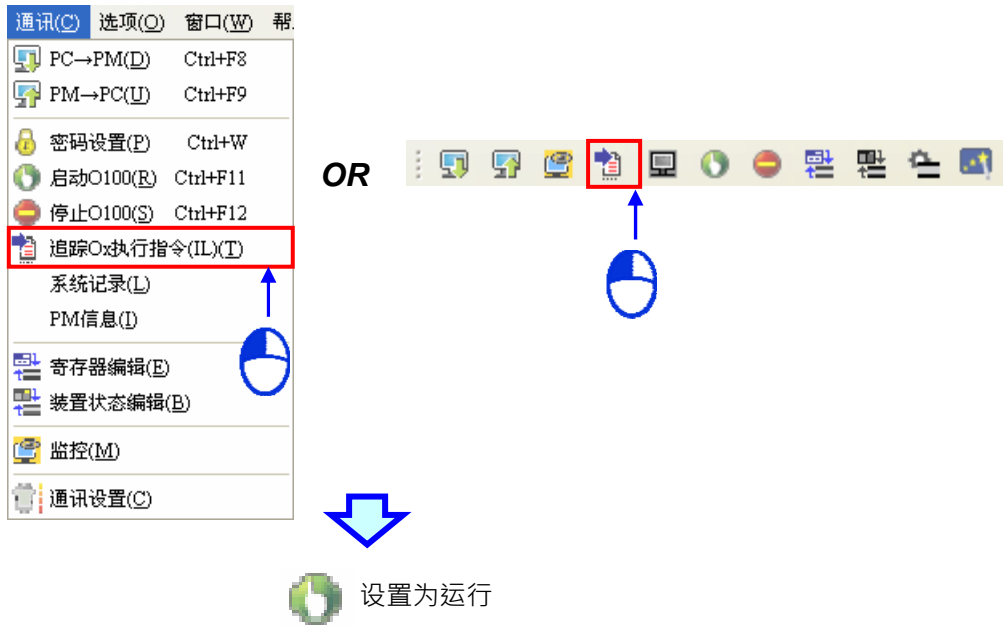 通讯(C) 选项(O) 窗口(W) 帮
PC→PM(D) Ctrl+F8
PM→PC(U) Ctrl+F9
密码设置(P) Ctrl+W
启动O100(R) Ctrl+F11
停止O100(S) Ctrl+F12
追踪Ox执行指令(IL)(T)
系统记录(L)
PM信息(I)
寄存器编辑(E)
装置状态编辑(B)
监控(M)
通讯设置(C)
OR
设置为运行